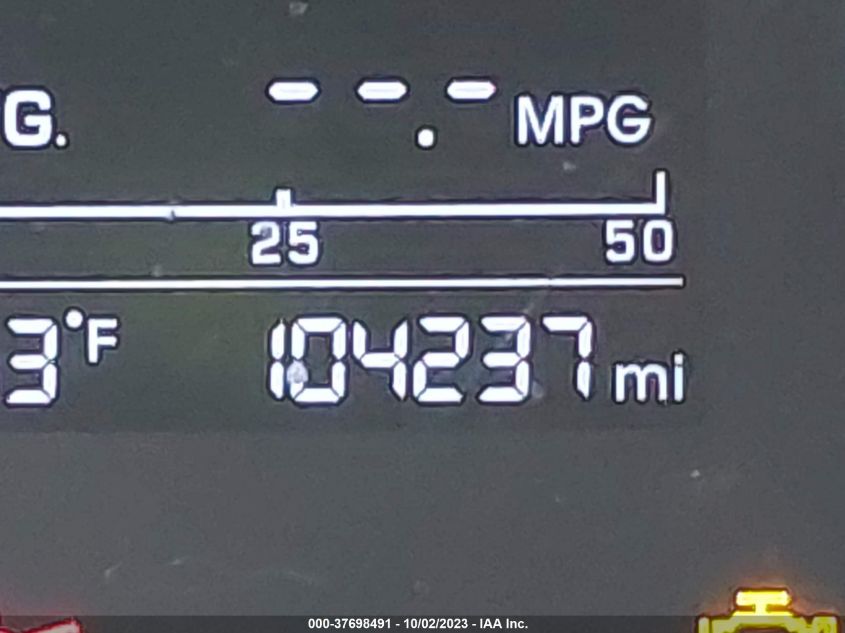 G. --.- MPG
25 50
3°F 104237 mi
000-37698491 - 10/02/2023 - IAA Inc.